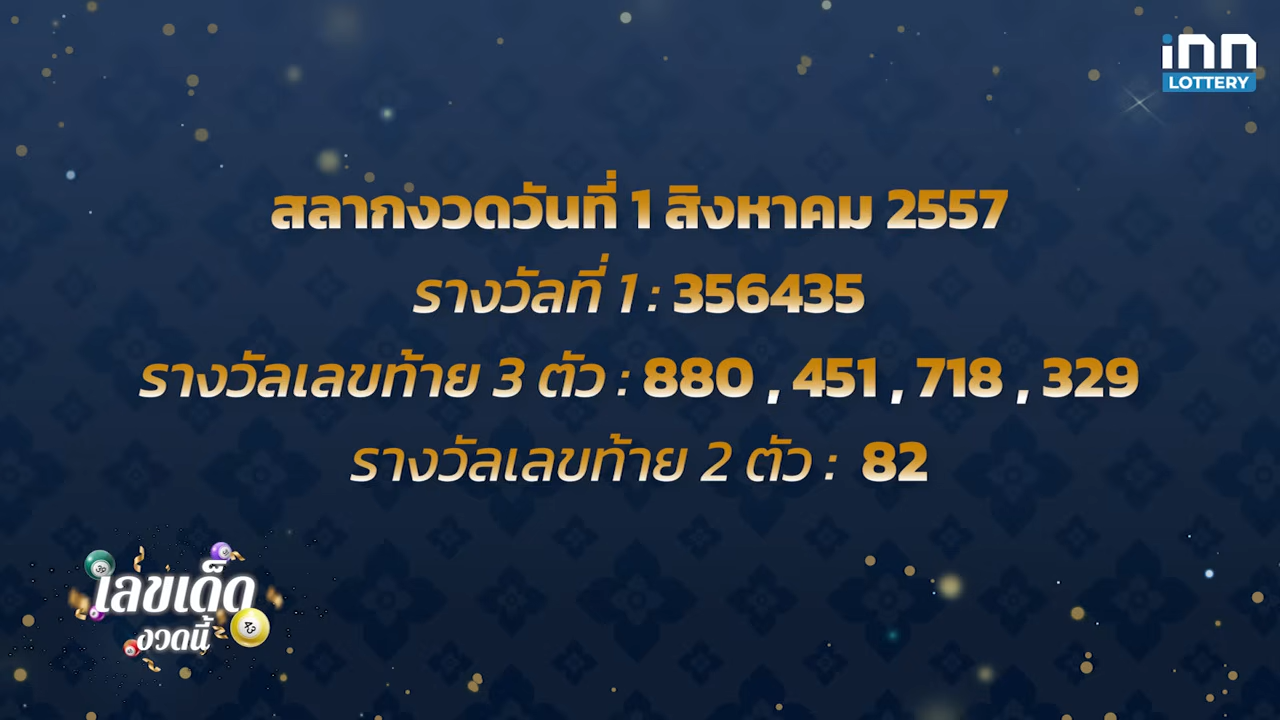 inn
LOTTERY
สลากงวดวันที่ 1 สิงหาคม 2557
รางวัลที่ 1 : 356435
รางวัลเลขท้าย 3 ตัว : 880 , 451 , 718 , 329
รางวัลเลขท้าย 2 ตัว : 82
เลขเด็ด
งวดนี้
43